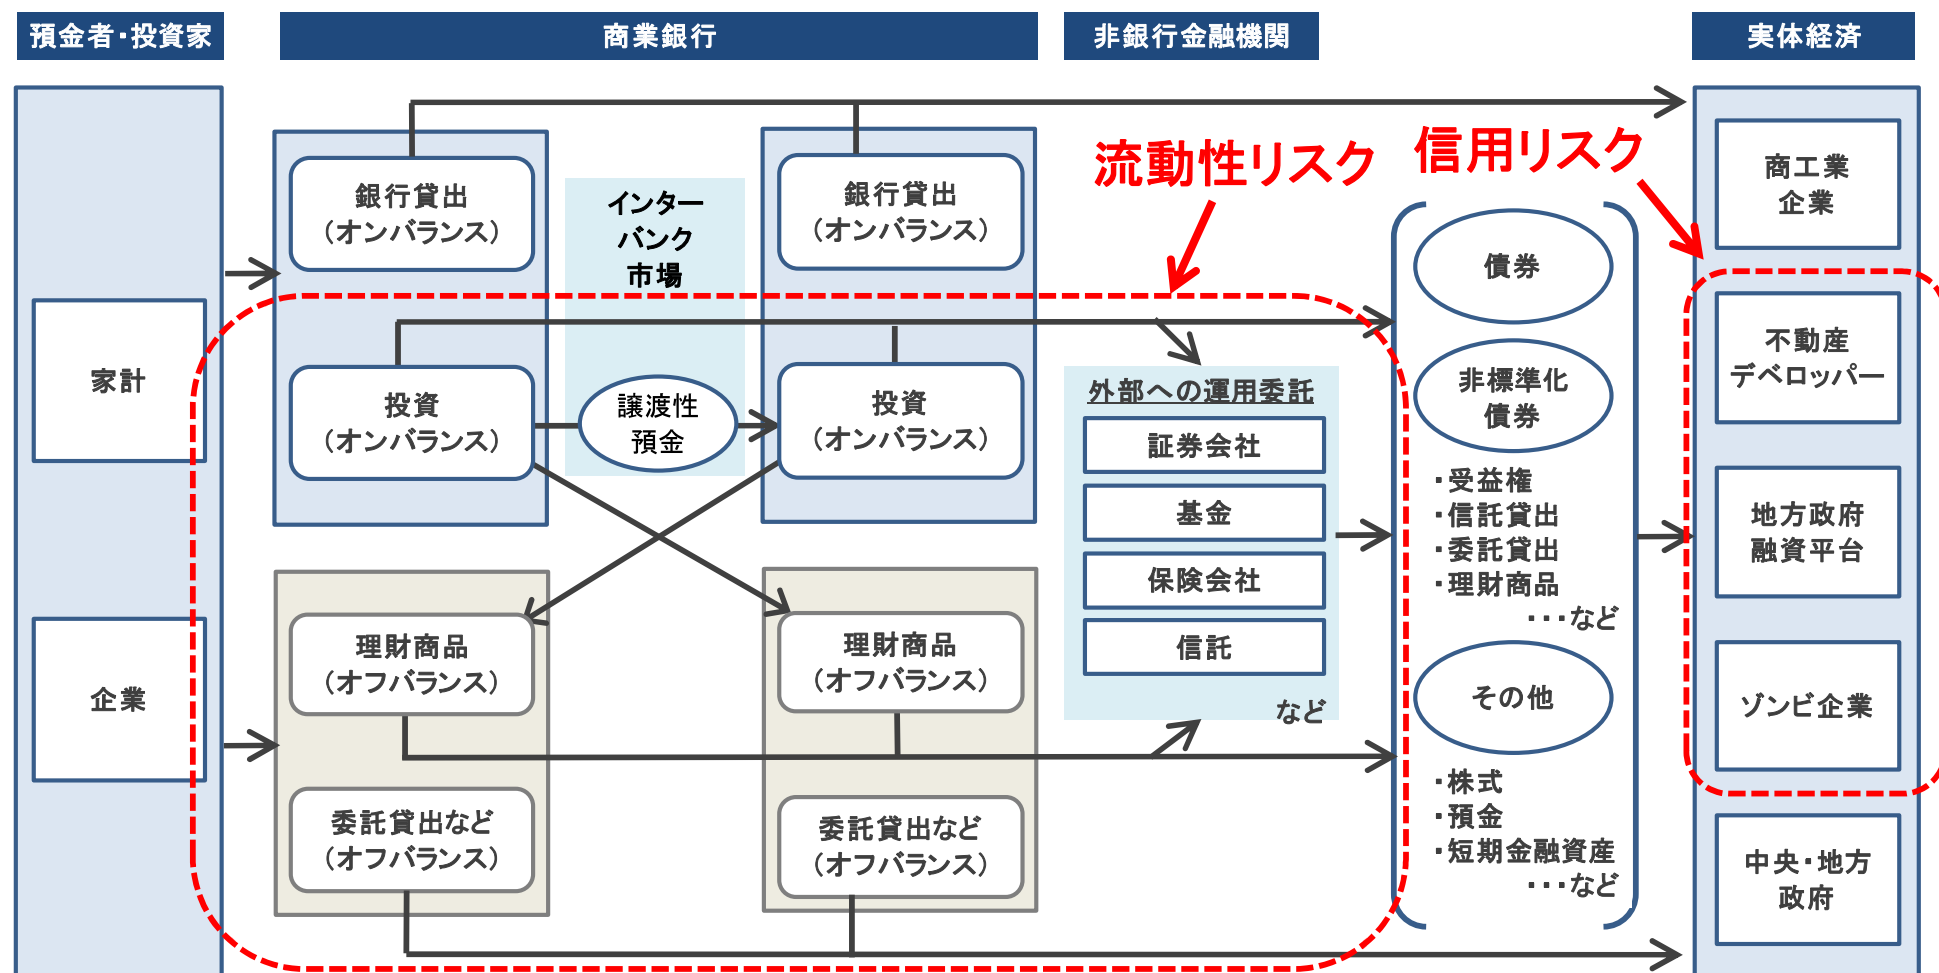 預金者・投資家
商業銀行
非銀行金融機関
実体経済
家計
企業
銀行貸出
（オンバランス）
投資
（オンバランス）
理財商品
（オフバランス）
委託貸出など
（オフバランス）
インター
バンク
市場
譲渡性
預金
銀行貸出
（オンバランス）
投資
（オンバランス）
理財商品
（オフバランス）
委託貸出など
（オフバランス）
流動性リスク
外部への運用委託
証券会社
基金
保険会社
信託
など
信用リスク
債券
非標準化
債券
・受益権
・信託貸出
・委託貸出
・理財商品
・・・など
その他
・株式
・預金
・短期金融資産
・・・など
商工業
企業
不動産
デベロッパー
地方政府
融資平台
ゾンビ企業
中央・地方
政府